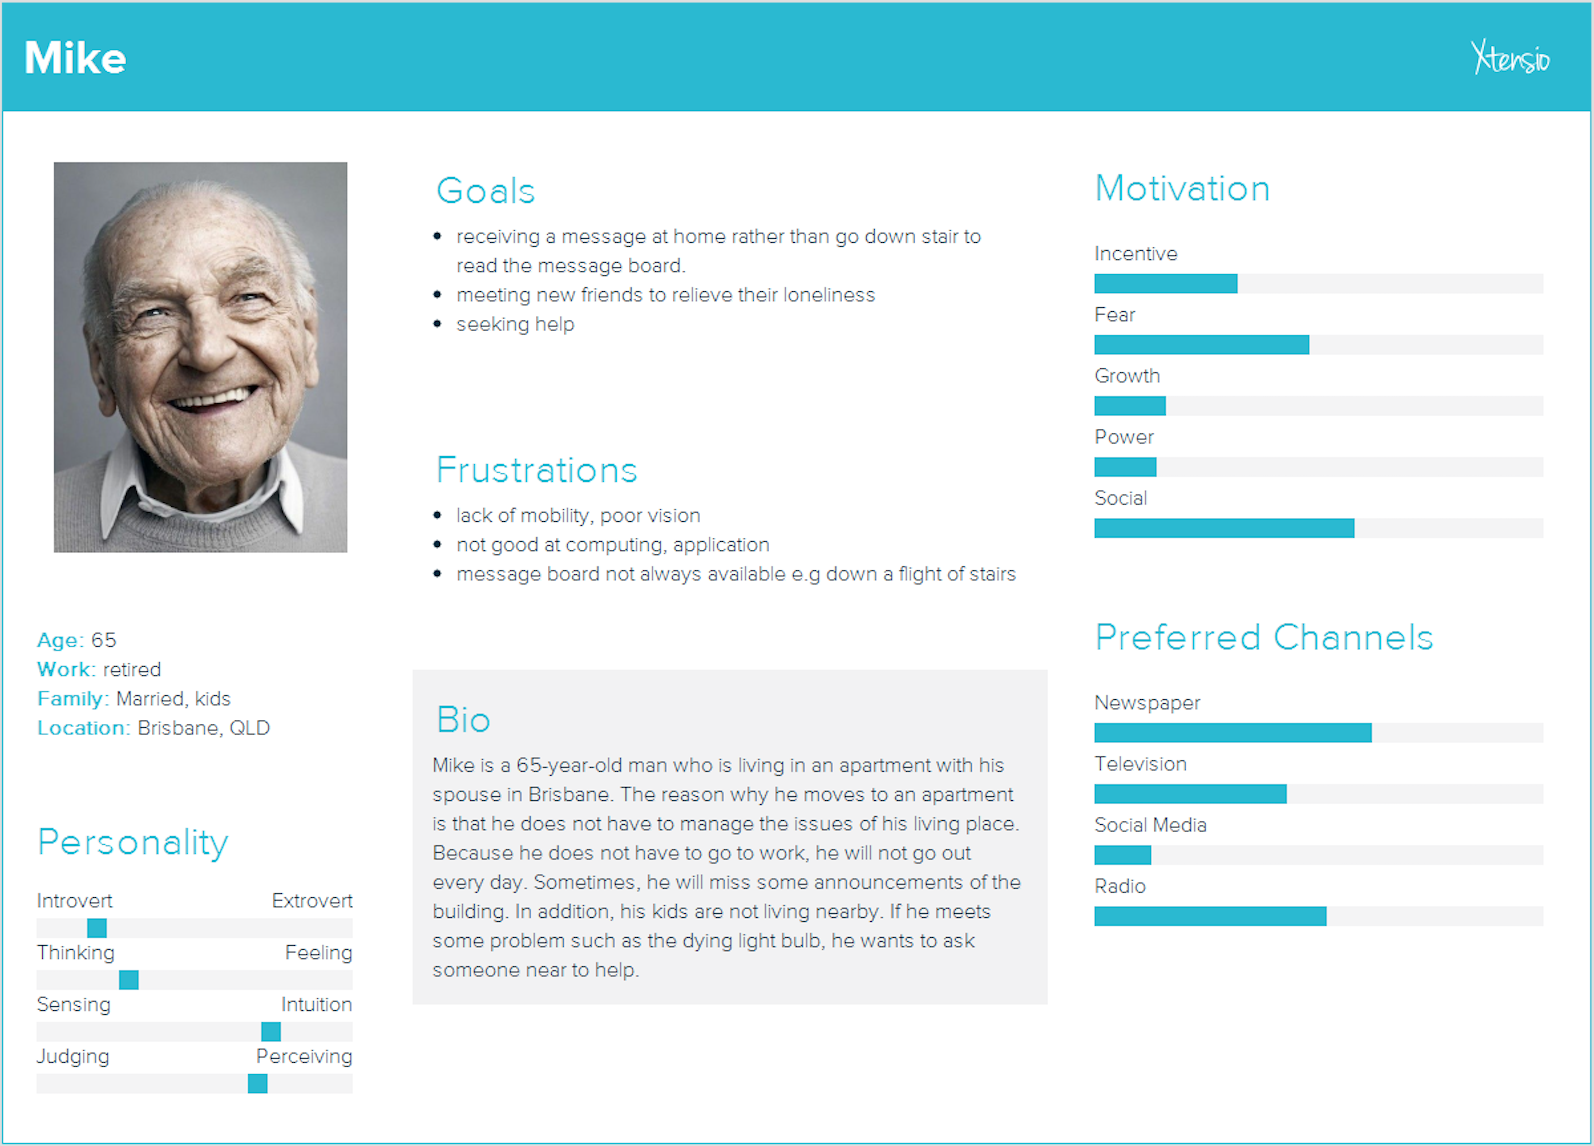 Mike
Xtensio
Goals
• receiving a message at home rather than go down stair to
read the message board.
• meeting new friends to relieve their loneliness
• seeking help
Frustrations
• lack of mobility, poor vision
• not good at computing, application
• message board not always available e.g down a flight of stairs
Age: 65
Work: retired
Family: Married, kids
Location: Brisbane, QLD
Personality
Introvert Extrovert
Thinking Feeling
Sensing Intuition
Judging Perceiving
Bio
Mike is a 65-year-old man who is living in an apartment with his
spouse in Brisbane. The reason why he moves to an apartment
is that he does not have to manage the issues of his living place.
Because he does not have to go to work, he will not go out
every day. Sometimes, he will miss some announcements of the
building. In addition, his kids are not living nearby. If he meets
some problem such as the dying light bulb, he wants to ask
someone near to help.
Motivation
Incentive
Fear
Growth
Power
Social
Preferred Channels
Newspaper
Television
Social Media
Radio